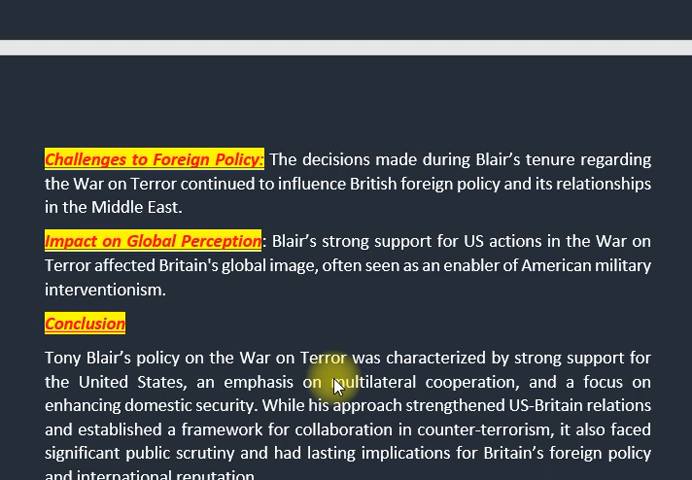 Challenges to Foreign Policy: The decisions made during Blair’s tenure regarding
the War on Terror continued to influence British foreign policy and its relationships
in the Middle East.
Impact on Global Perception: Blair’s strong support for US actions in the War on
Terror affected Britain's global image, often seen as an enabler of American military
interventionism.
Conclusion
Tony Blair’s policy on the War on Terror was characterized by strong support for
the United States, an emphasis on multilateral cooperation, and a focus on
enhancing domestic security. While his approach strengthened US-Britain relations
and established a framework for collaboration in counter-terrorism, it also faced
significant public scrutiny and had lasting implications for Britain’s foreign policy
and international reputation.